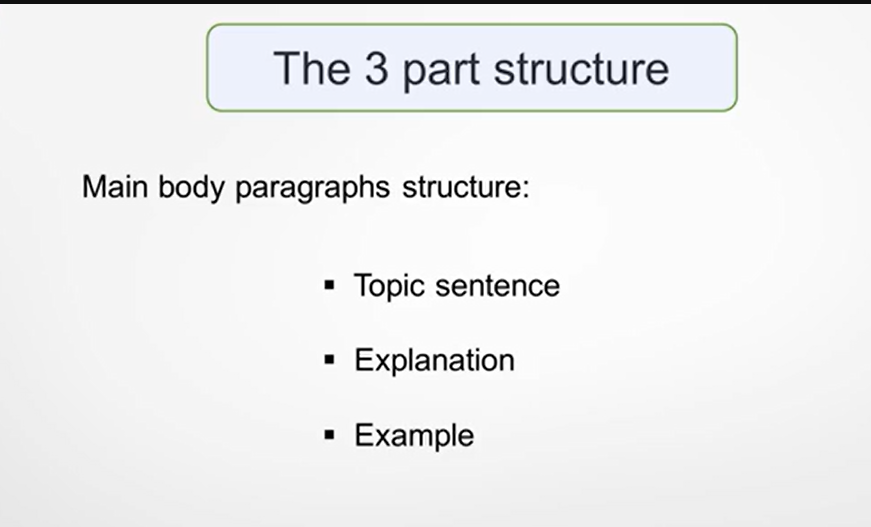 The 3 part structure
Main body paragraphs structure:
▪ Topic sentence
▪ Explanation
▪ Example